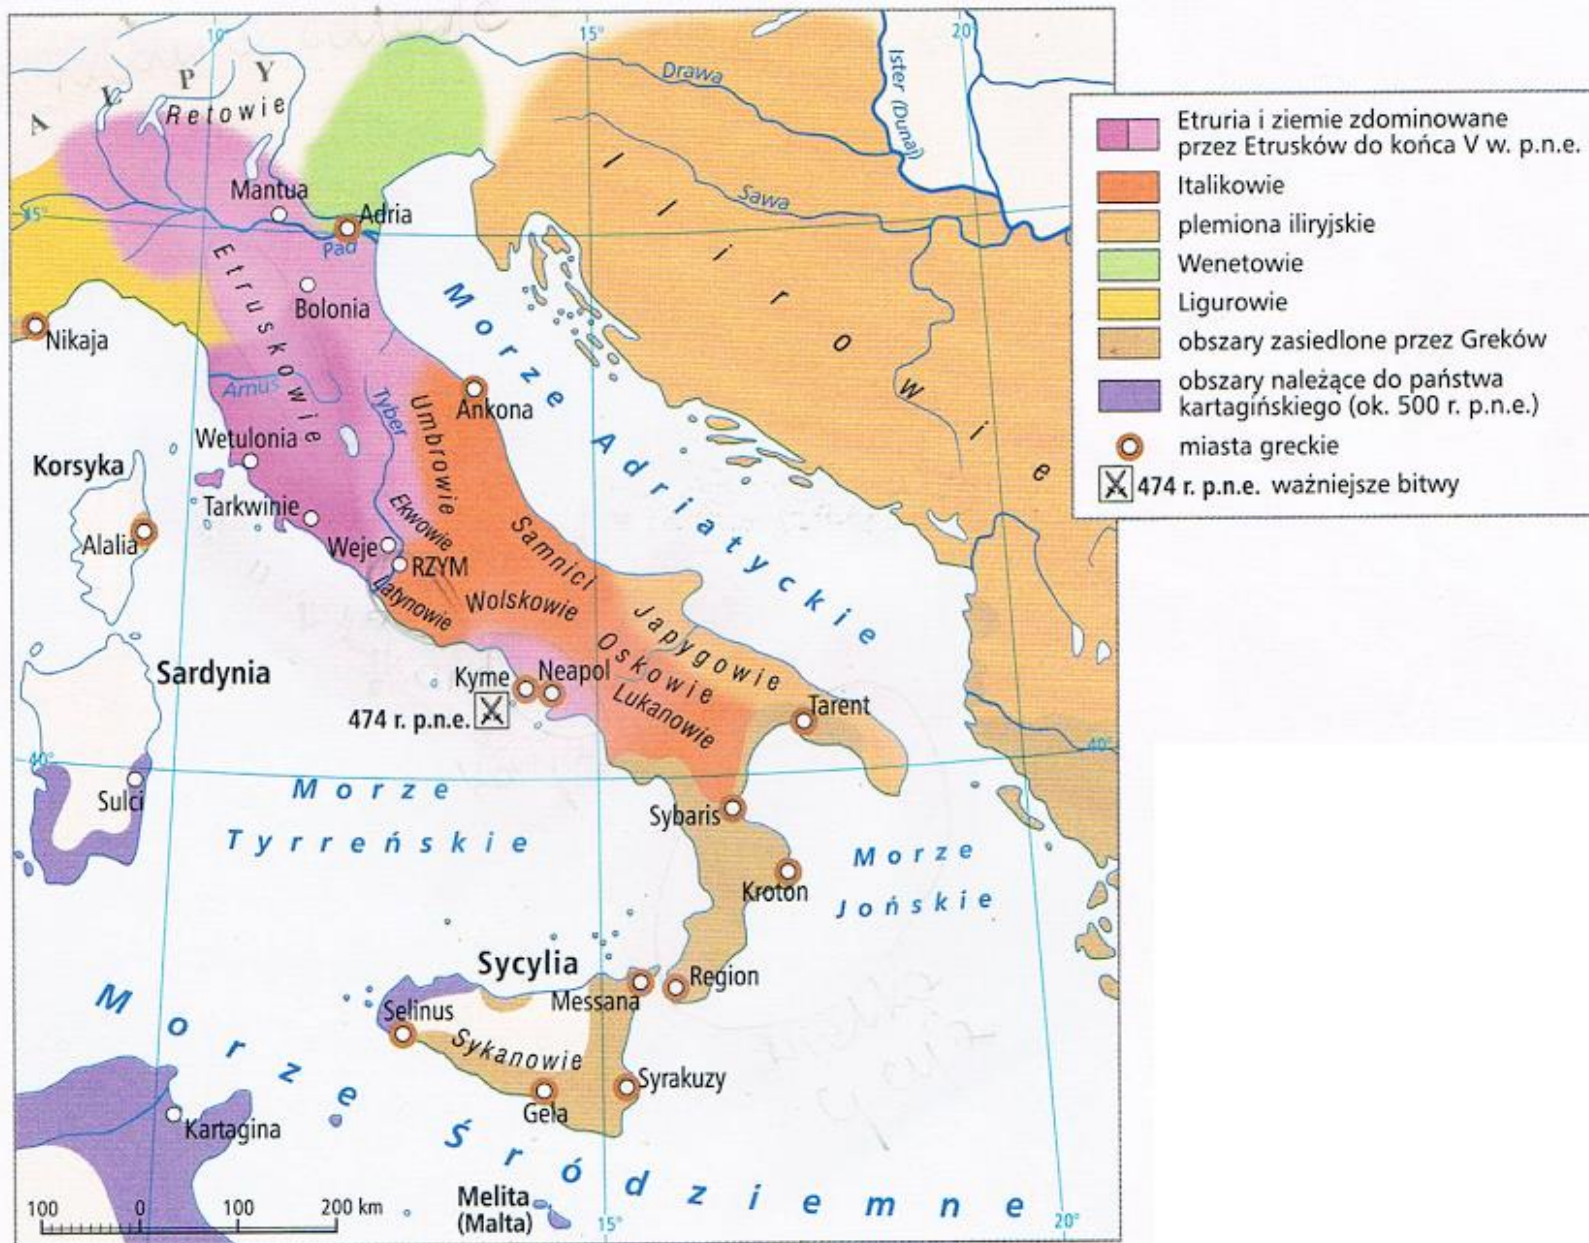 10°
15°
20°
A L P Y
Retowie
Drawa
Ister (Dunaj)
Mantua
Adria
45°
Pad
Sawa
Ilirowie
Etruskowie
Bolonia
Nikaja
Morze Adriatyckie
Arnus
Tyber
Umbrowie
Ankona
Wetulonia
Korsyka
Tarkwinie
Ekwowie
Alalia
Weje
RZYM
Samnici
Latynowie
Wolskowie
Japygowie
Oskowie
Sardynia
Kyme
Neapol
Lukanowie
474 r. p.n.e.
Tarent
40°
40°
Sulci
Morze
Tyrreńskie
Sybaris
Morze
Jońskie
Kroton
Sycylia
Messana
Region
Selinus
Sykanowie
Gela
Syrakuzy
Kartagina
Morze Śródziemne
Melita
(Malta)
100 0 100 200 km
15°
20°
Etruria i ziemie zdominowane
przez Etrusków do końca V w. p.n.e.
Italikowie
plemiona iliryjskie
Wenetowie
Ligurowie
obszary zasiedlone przez Greków
obszary należące do państwa
kartagińskiego (ok. 500 r. p.n.e.)
miasta greckie
474 r. p.n.e. ważniejsze bitwy